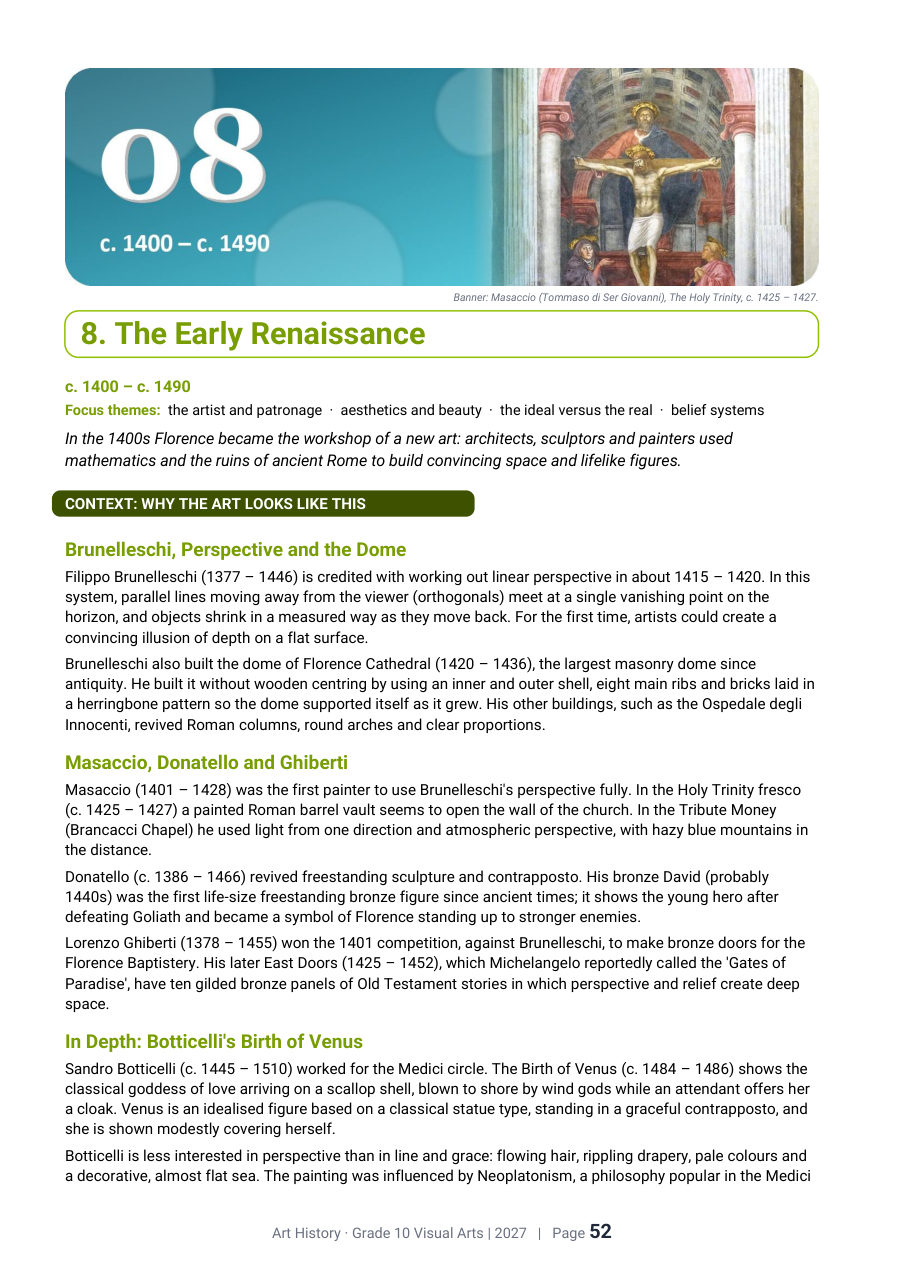 08
c. 1400 – c. 1490
Banner: Masaccio (Tommaso di Ser Giovanni), The Holy Trinity, c. 1425 – 1427.
8. The Early Renaissance
c. 1400 – c. 1490
Focus themes: the artist and patronage · aesthetics and beauty · the ideal versus the real · belief systems
In the 1400s Florence became the workshop of a new art: architects, sculptors and painters used
mathematics and the ruins of ancient Rome to build convincing space and lifelike figures.
CONTEXT: WHY THE ART LOOKS LIKE THIS
Brunelleschi, Perspective and the Dome
Filippo Brunelleschi (1377 – 1446) is credited with working out linear perspective in about 1415 – 1420. In this
system, parallel lines moving away from the viewer (orthogonals) meet at a single vanishing point on the
horizon, and objects shrink in a measured way as they move back. For the first time, artists could create a
convincing illusion of depth on a flat surface.
Brunelleschi also built the dome of Florence Cathedral (1420 – 1436), the largest masonry dome since
antiquity. He built it without wooden centring by using an inner and outer shell, eight main ribs and bricks laid in
a herringbone pattern so the dome supported itself as it grew. His other buildings, such as the Ospedale degli
Innocenti, revived Roman columns, round arches and clear proportions.
Masaccio, Donatello and Ghiberti
Masaccio (1401 – 1428) was the first painter to use Brunelleschi's perspective fully. In the Holy Trinity fresco
(c. 1425 – 1427) a painted Roman barrel vault seems to open the wall of the church. In the Tribute Money
(Brancacci Chapel) he used light from one direction and atmospheric perspective, with hazy blue mountains in
the distance.
Donatello (c. 1386 – 1466) revived freestanding sculpture and contrapposto. His bronze David (probably
1440s) was the first life-size freestanding bronze figure since ancient times; it shows the young hero after
defeating Goliath and became a symbol of Florence standing up to stronger enemies.
Lorenzo Ghiberti (1378 – 1455) won the 1401 competition, against Brunelleschi, to make bronze doors for the
Florence Baptistery. His later East Doors (1425 – 1452), which Michelangelo reportedly called the 'Gates of
Paradise', have ten gilded bronze panels of Old Testament stories in which perspective and relief create deep
space.
In Depth: Botticelli's Birth of Venus
Sandro Botticelli (c. 1445 – 1510) worked for the Medici circle. The Birth of Venus (c. 1484 – 1486) shows the
classical goddess of love arriving on a scallop shell, blown to shore by wind gods while an attendant offers her
a cloak. Venus is an idealised figure based on a classical statue type, standing in a graceful contrapposto, and
she is shown modestly covering herself.
Botticelli is less interested in perspective than in line and grace: flowing hair, rippling drapery, pale colours and
a decorative, almost flat sea. The painting was influenced by Neoplatonism, a philosophy popular in the Medici
Art History · Grade 10 Visual Arts | 2027 | Page 52